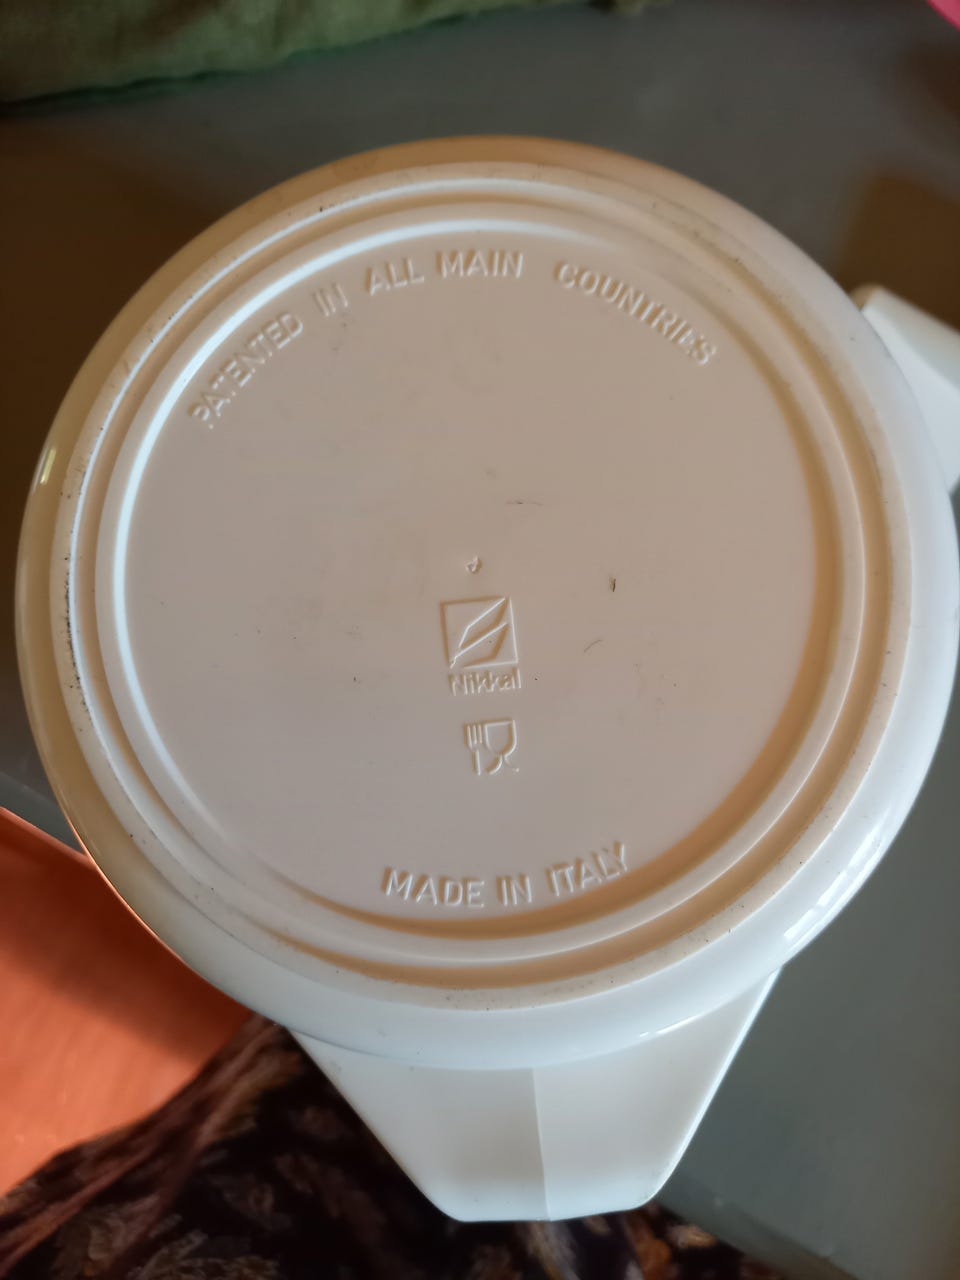 PATENTED IN ALL MAIN COUNTRIES
Nikkal
MADE IN ITALY